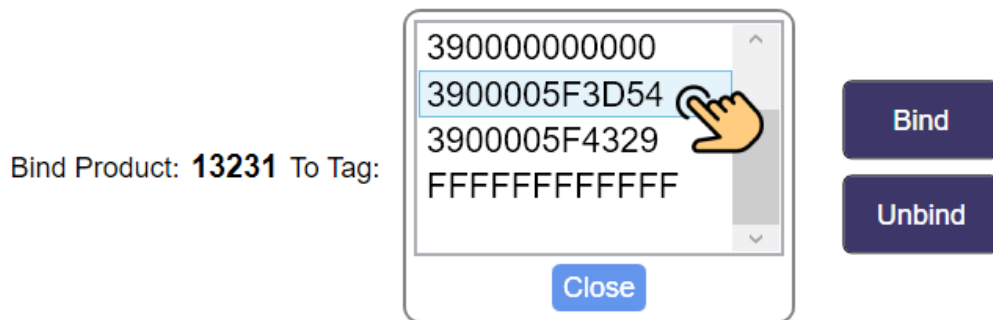 Bind Product: 13231 To Tag:
390000000000
3900005F3D54
3900005F4329
FFFFFFFFFFFF
Close
Bind
Unbind